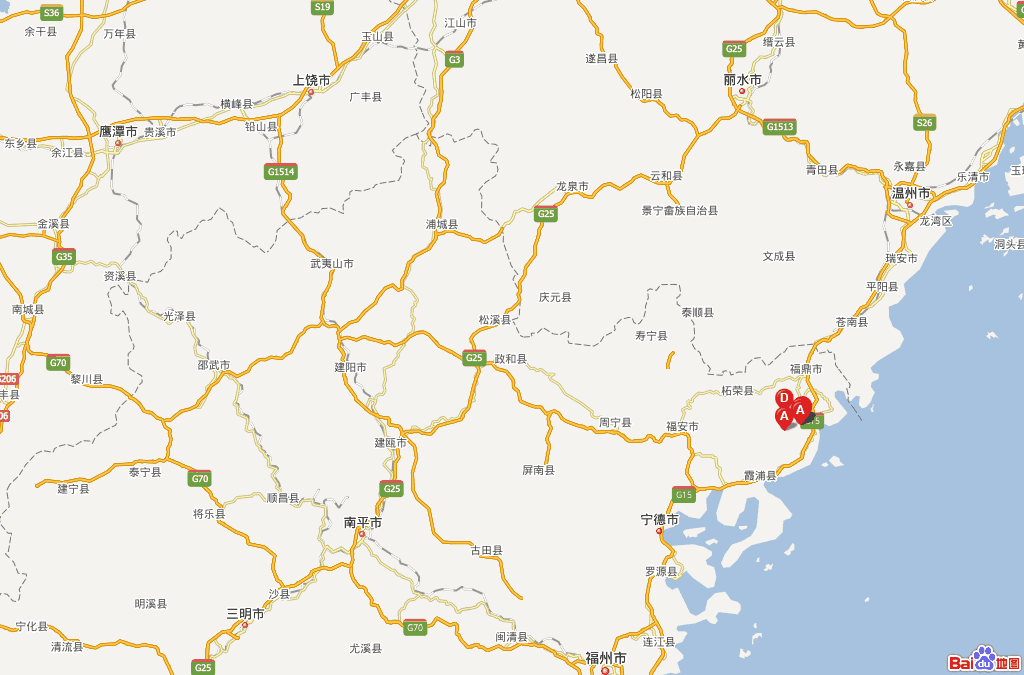 S36
余干县
万年县
S19
玉山县
江山市
G3
上饶市
广丰县
横峰县
铅山县
鹰潭市
贵溪市
东乡县
余江县
G1514
G25
缙云县
遂昌县
丽水市
松阳县
G1513
S26
青田县
永嘉县
乐清市
温州市
龙湾区
洞头县
云和县
龙泉市
景宁畲族自治县
G25
浦城县
文成县
瑞安市
平阳县
苍南县
金溪县
G35
资溪县
武夷山市
南城县
光泽县
庆元县
松溪县
泰顺县
寿宁县
G70
黎川县
G206
丰县
06
邵武市
建阳市
G25
政和县
福鼎市
柘荣县
D
A
A
G15
周宁县
福安市
建瓯市
屏南县
霞浦县
泰宁县
建宁县
G70
将乐县
顺昌县
G25
G15
宁德市
南平市
古田县
罗源县
沙县
明溪县
三明市
宁化县
清流县
G25
G70
尤溪县
闽清县
连江县
福州市
Bai du 地图